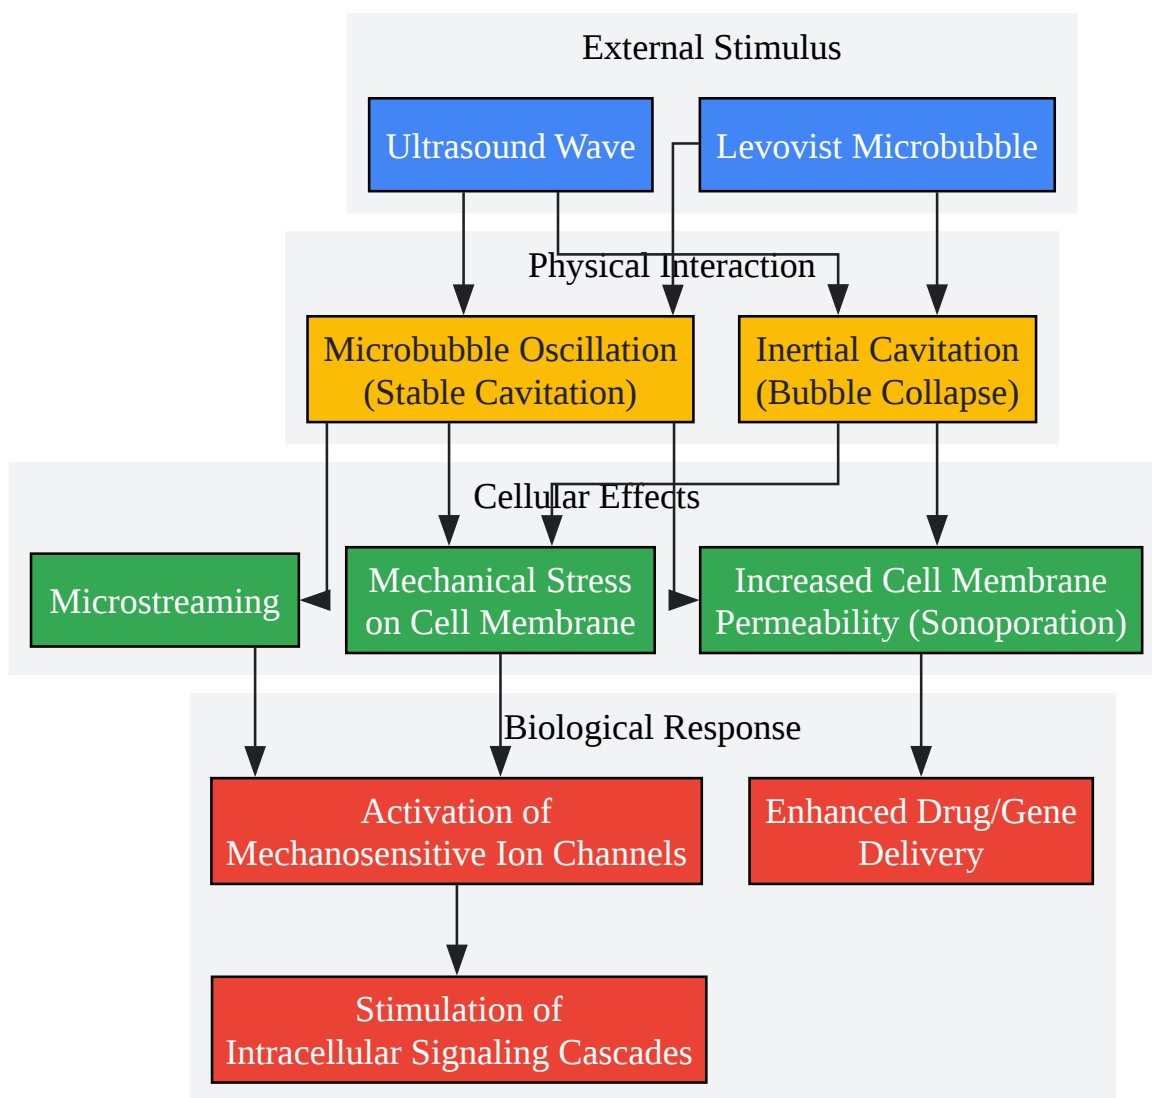 External Stimulus
Ultrasound Wave
Levovist Microbubble
Physical Interaction
Microbubble Oscillation
(Stable Cavitation)
Inertial Cavitation
(Bubble Collapse)
Cellular Effects
Microstreaming
Mechanical Stress
on Cell Membrane
Increased Cell Membrane
Permeability (Sonoporation)
Biological Response
Activation of
Mechanosensitive Ion Channels
Enhanced Drug/Gene
Delivery
Stimulation of
Intracellular Signaling Cascades